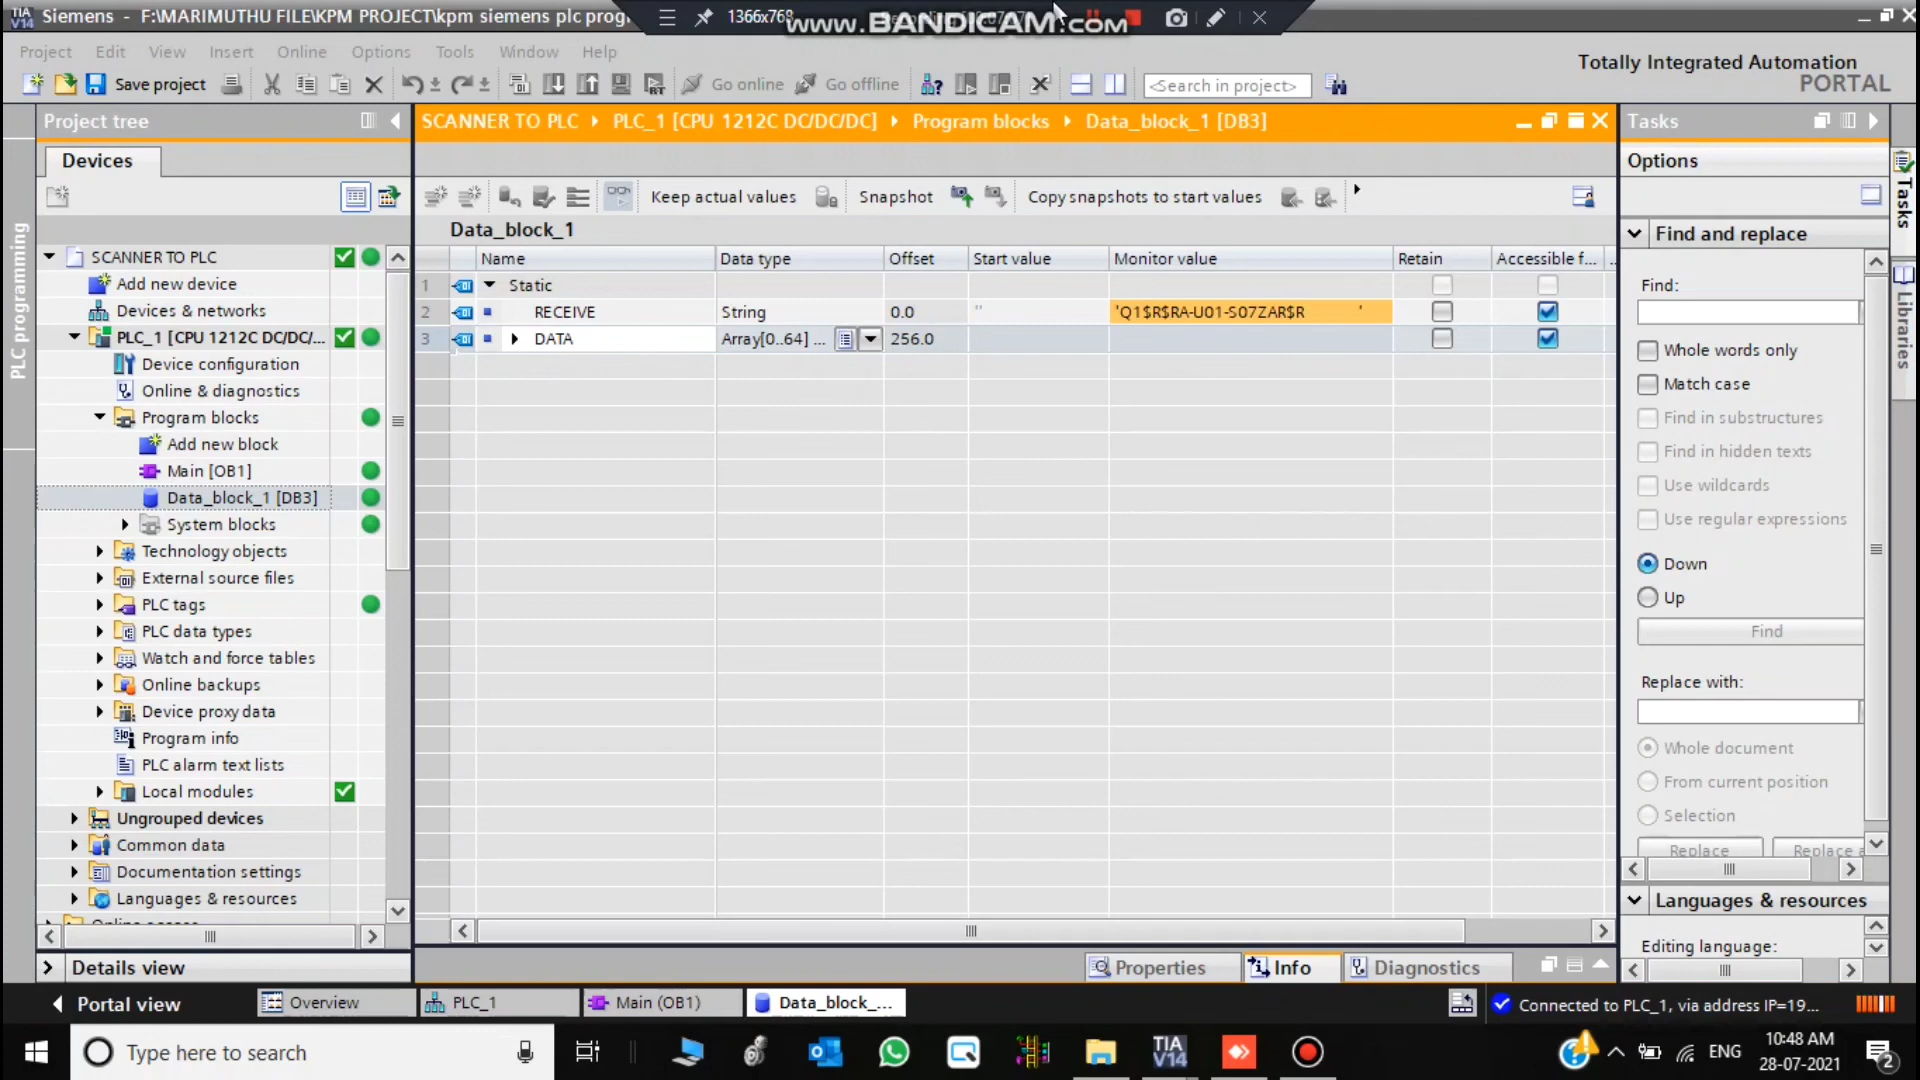 Siemens - F:\MARIMUTHU FILE\KPM PROJECT\kpm siemens plc progr
1366x768
www.BANDICAM.com
Project Edit View Insert Online Options Tools Window Help
Totally Integrated Automation
PORTAL
Save project
Go online
Go offline
<Search in project>
Project tree
SCANNER TO PLC
PLC_1 [CPU 1212C DC/DC/DC]
Program blocks
Data_block_1 [DB3]
Tasks
Devices
Options
Keep actual values
Snapshot
Copy snapshots to start values
Data_block_1
Name Data type Offset Start value Monitor value Retain Accessible f... ..
1 Static
2 RECEIVE String 0.0 '' 'Q1$R$RA-U01-S07ZAR$R '
3 DATA Array[0..64] ... 256.0
PLC programming
SCANNER TO PLC
Add new device
Devices & networks
PLC_1 [CPU 1212C DC/DC/...
Device configuration
Online & diagnostics
Program blocks
Add new block
Main [OB1]
Data_block_1 [DB3]
System blocks
Technology objects
External source files
PLC tags
PLC data types
Watch and force tables
Online backups
Device proxy data
Program info
PLC alarm text lists
Local modules
Ungrouped devices
Common data
Documentation settings
Languages & resources
Details view
Find and replace
Find:
Whole words only
Match case
Find in substructures
Find in hidden texts
Use wildcards
Use regular expressions
Down
Up
Find
Replace with:
Whole document
From current position
Selection
Replace
Replace a
Languages & resources
Editing language:
Tasks
Libraries
Properties
Info
Diagnostics
Portal view
Overview
PLC_1
Main (OB1)
Data_block_...
Connected to PLC_1, via address IP=19...
Type here to search
TIA
V14
ENG
10:48 AM
28-07-2021
2